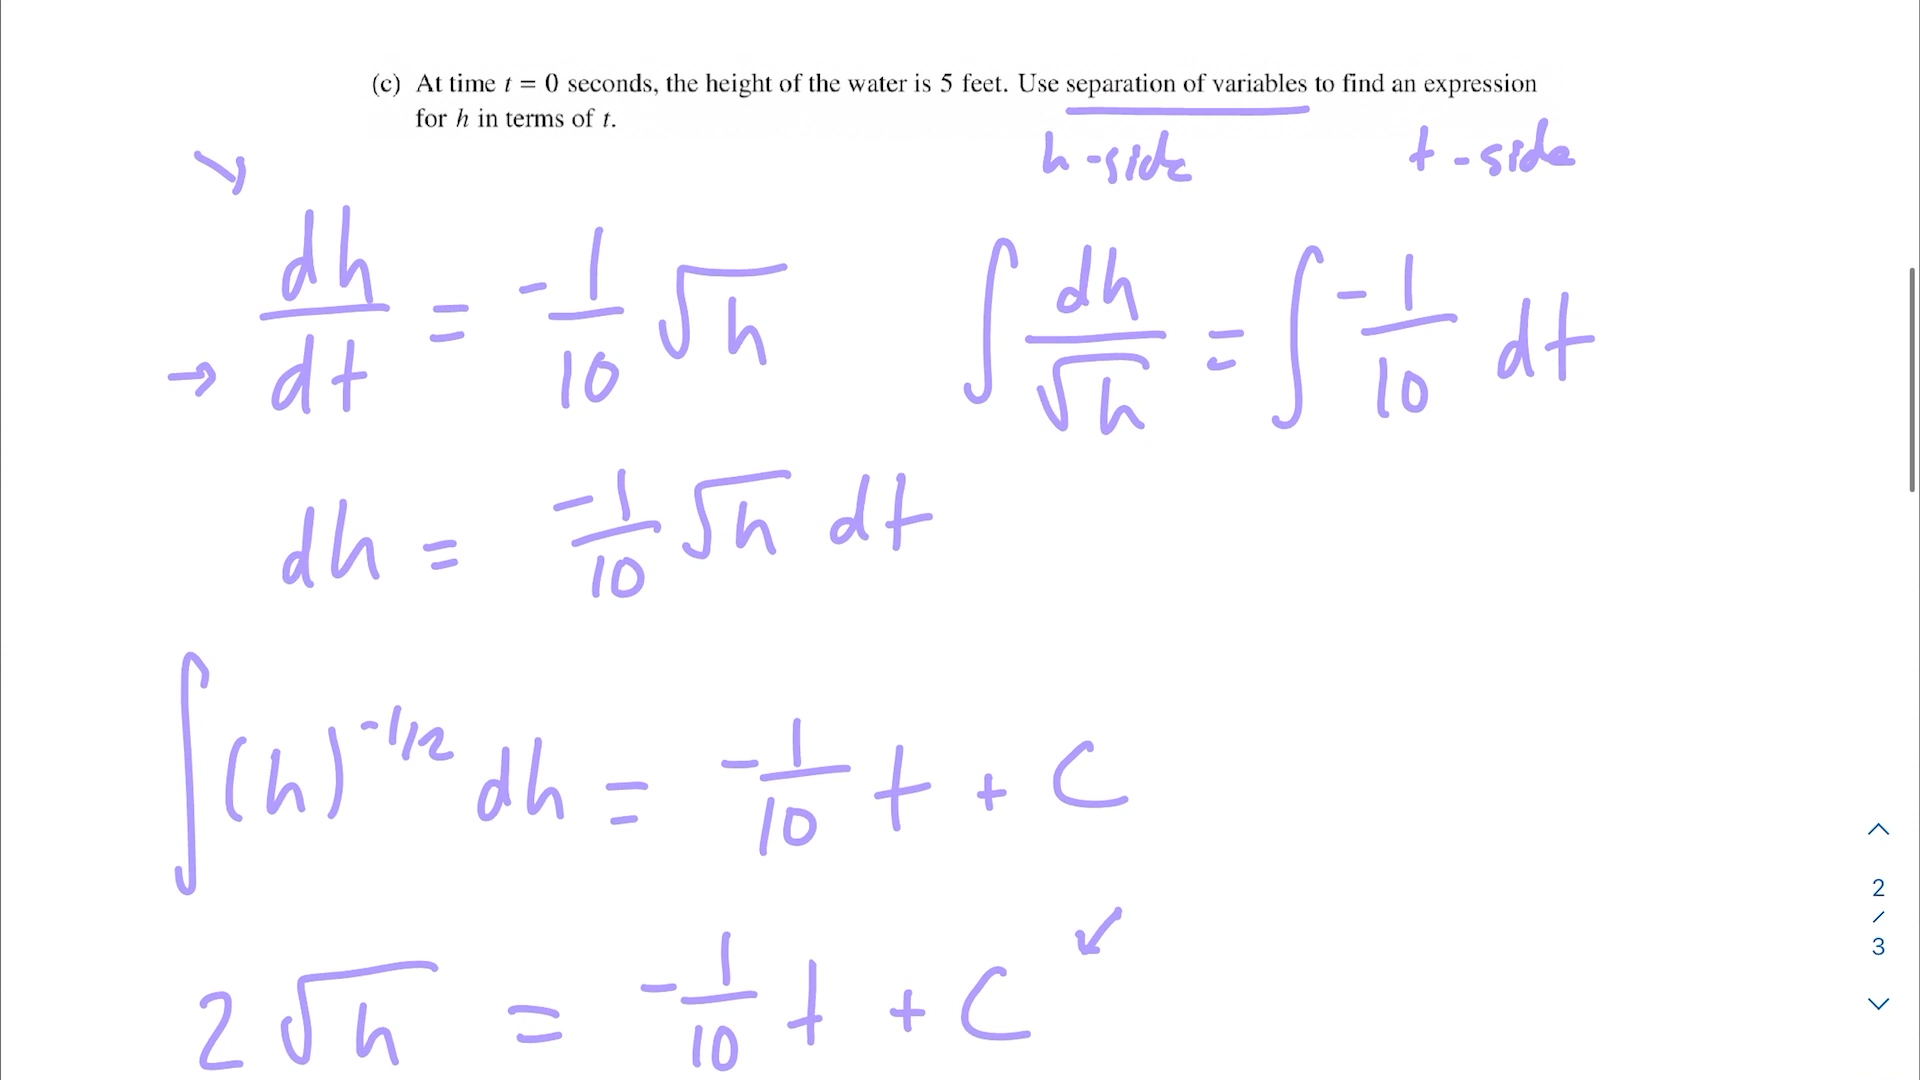 (c) At time t = 0 seconds, the height of the water is 5 feet. Use separation of variables to find an expression
for h in terms of t.
h-side t-side
dh/dt = -1/10 √h
∫ dh/√h = ∫ -1/10 dt
dh = -1/10 √h dt
∫ (h)^-1/2 dh = -1/10 t + C
2√h = -1/10 t + C
2
/
3